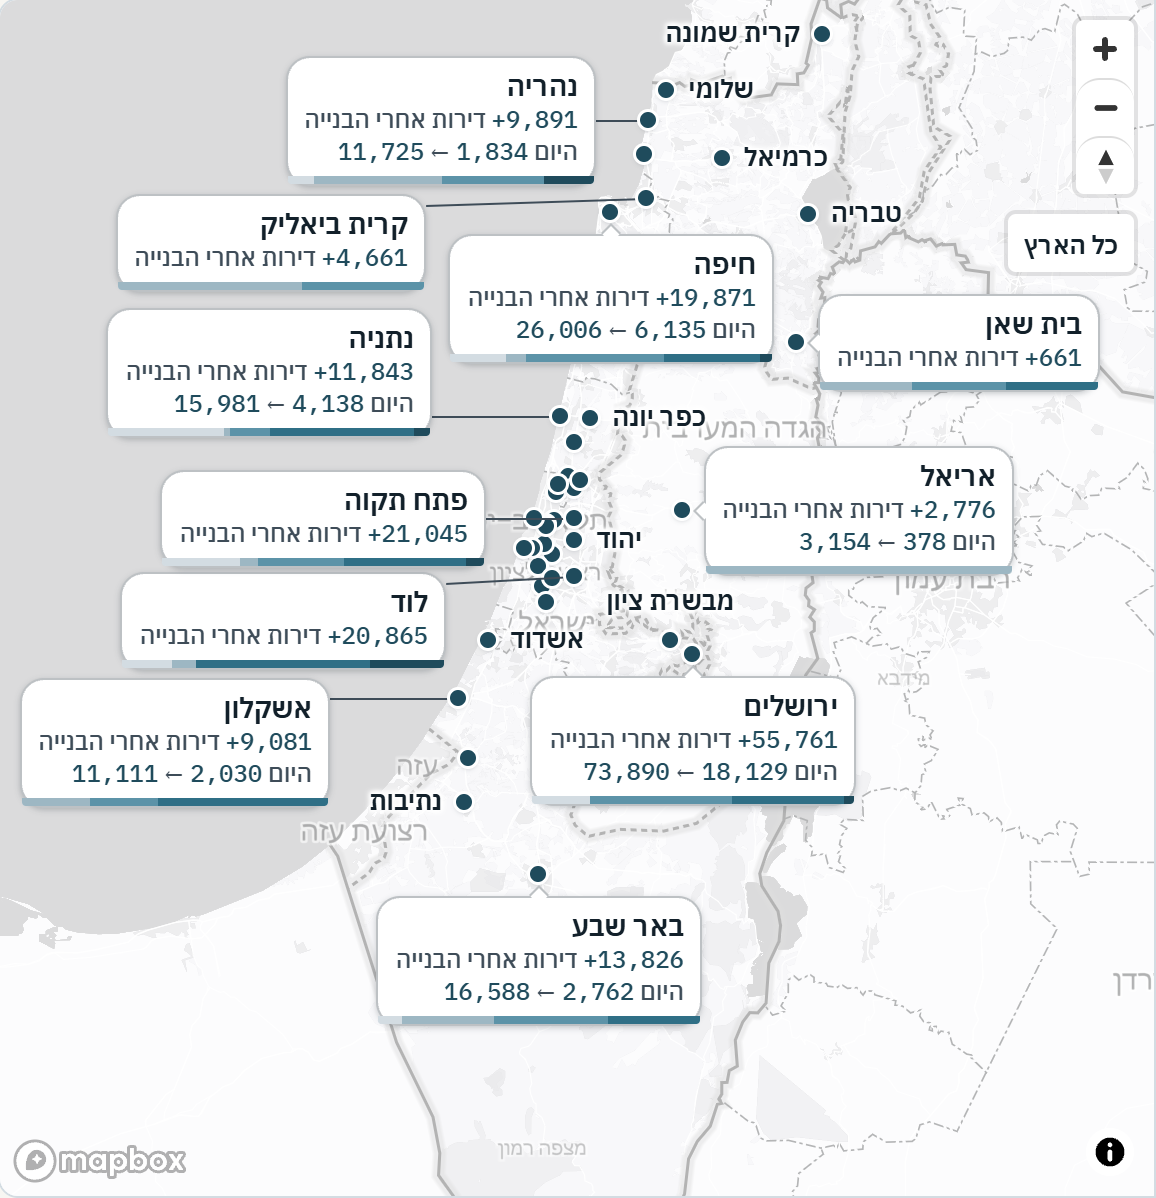 קרית שמונה
שלומי
נהריה
+9,891 דירות אחרי הבנייה
היום 1,834 ← 11,725
כרמיאל
קרית ביאליק
+4,661 דירות אחרי הבנייה
טבריה
כל הארץ
חיפה
+19,871 דירות אחרי הבנייה
היום 6,135 ← 26,006
בית שאן
+661 דירות אחרי הבנייה
נתניה
+11,843 דירות אחרי הבנייה
היום 4,138 ← 15,981
כפר יונה
הגדה המערבית
אריאל
+2,776 דירות אחרי הבנייה
היום 378 ← 3,154
פתח תקוה
+21,045 דירות אחרי הבנייה
יהוד
לוד
+20,865 דירות אחרי הבנייה
מבשרת ציון
ישראל
אשדוד
מידבא
אשקלון
+9,081 דירות אחרי הבנייה
היום 2,030 ← 11,111
ירושלים
+55,761 דירות אחרי הבנייה
היום 18,129 ← 73,890
עזה
נתיבות
רצועת עזה
באר שבע
+13,826 דירות אחרי הבנייה
היום 2,762 ← 16,588
רדן
מצפה רמון
mapbox